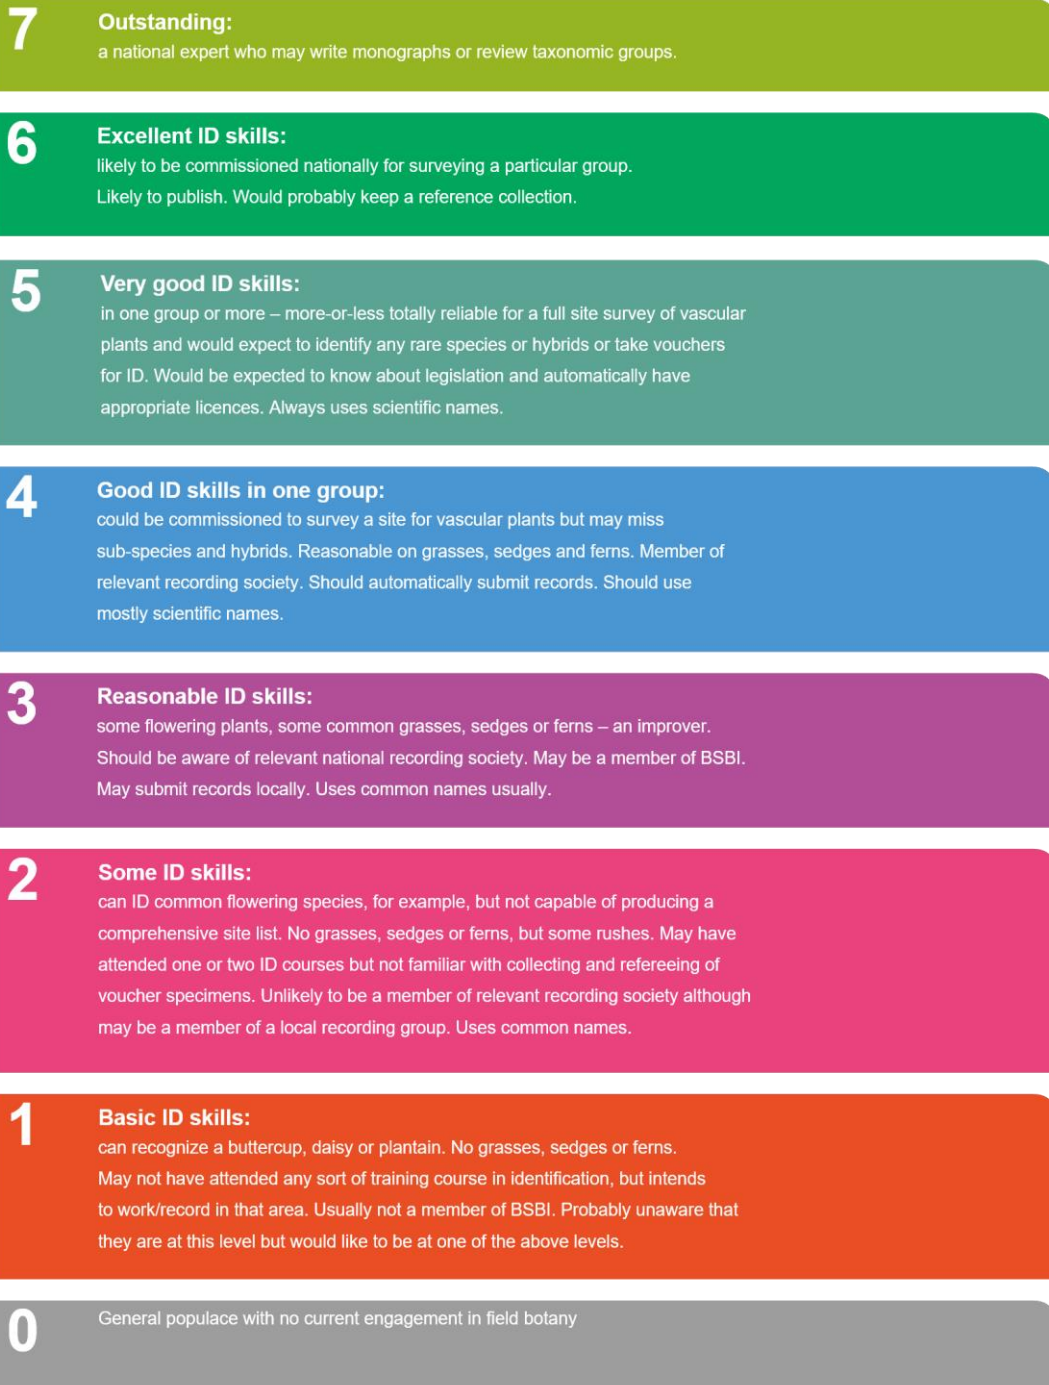 7
Outstanding:
a national expert who may write monographs or review taxonomic groups.
6
Excellent ID skills:
likely to be commissioned nationally for surveying a particular group.
Likely to publish. Would probably keep a reference collection.
5
Very good ID skills:
in one group or more – more-or-less totally reliable for a full site survey of vascular
plants and would expect to identify any rare species or hybrids or take vouchers
for ID. Would be expected to know about legislation and automatically have
appropriate licences. Always uses scientific names.
4
Good ID skills in one group:
could be commissioned to survey a site for vascular plants but may miss
sub-species and hybrids. Reasonable on grasses, sedges and ferns. Member of
relevant recording society. Should automatically submit records. Should use
mostly scientific names.
3
Reasonable ID skills:
some flowering plants, some common grasses, sedges or ferns – an improver.
Should be aware of relevant national recording society. May be a member of BSBI.
May submit records locally. Uses common names usually.
2
Some ID skills:
can ID common flowering species, for example, but not capable of producing a
comprehensive site list. No grasses, sedges or ferns, but some rushes. May have
attended one or two ID courses but not familiar with collecting and refereeing of
voucher specimens. Unlikely to be a member of relevant recording society although
may be a member of a local recording group. Uses common names.
1
Basic ID skills:
can recognize a buttercup, daisy or plantain. No grasses, sedges or ferns.
May not have attended any sort of training course in identification, but intends
to work/record in that area. Usually not a member of BSBI. Probably unaware that
they are at this level but would like to be at one of the above levels.
0
General populace with no current engagement in field botany